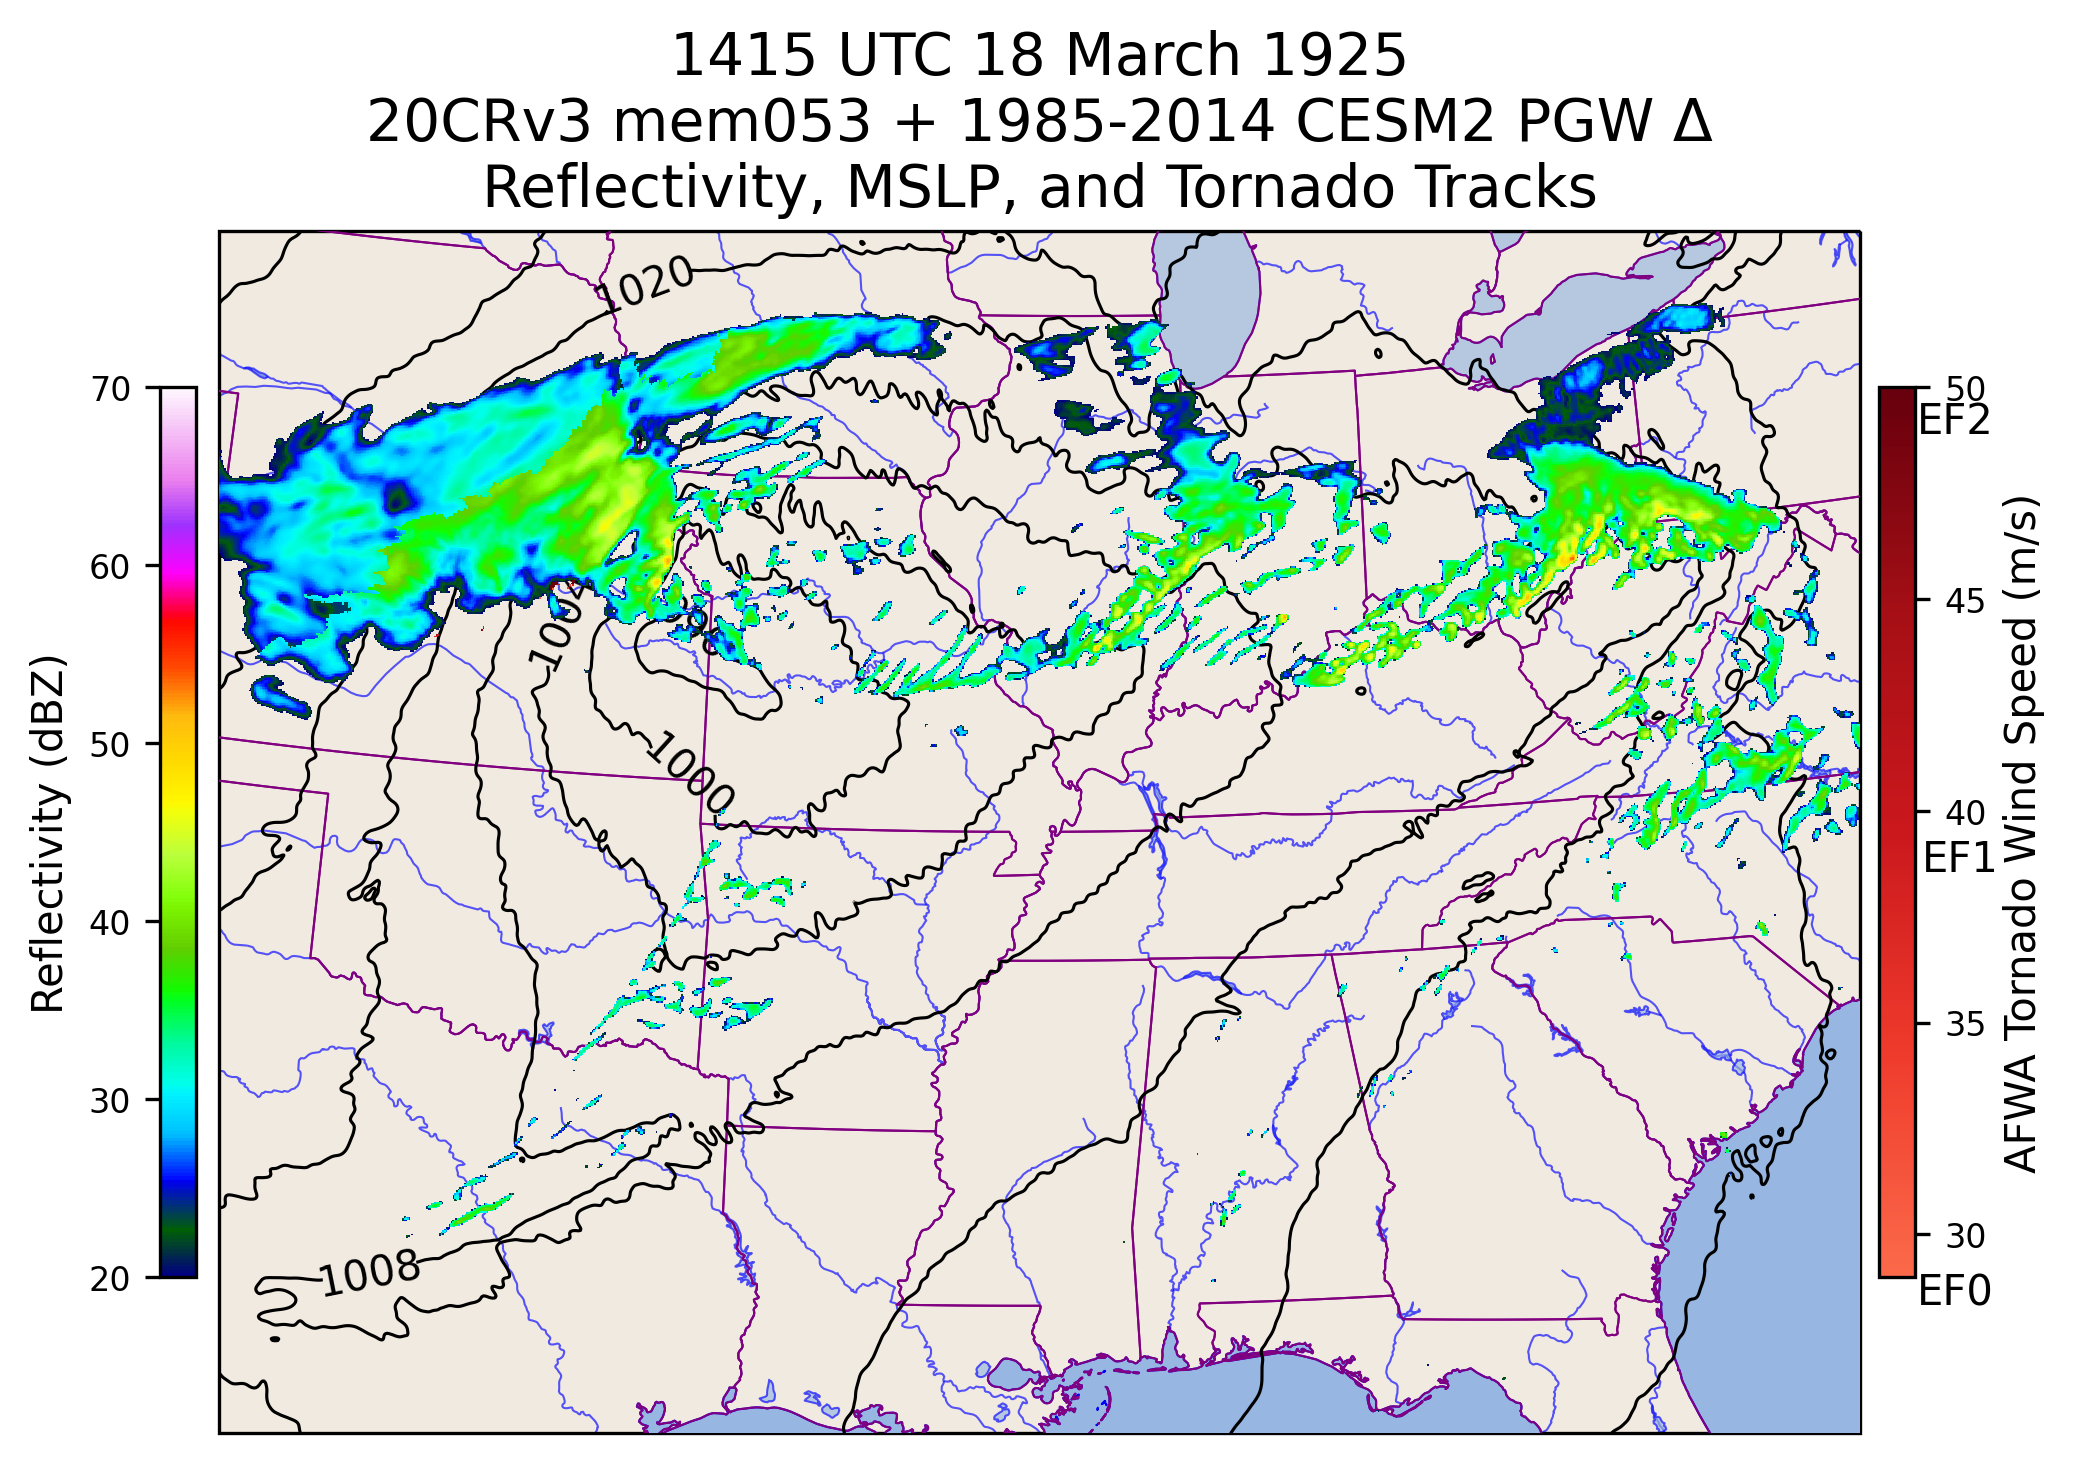 1415 UTC 18 March 1925
20CRv3 mem053 + 1985-2014 CESM2 PGW Δ
Reflectivity, MSLP, and Tornado Tracks
1020
1004
1000
1008
70
60
50
40
30
20
Reflectivity (dBZ)
50
EF2
45
40
EF1
35
30
EF0
AFWA Tornado Wind Speed (m/s)